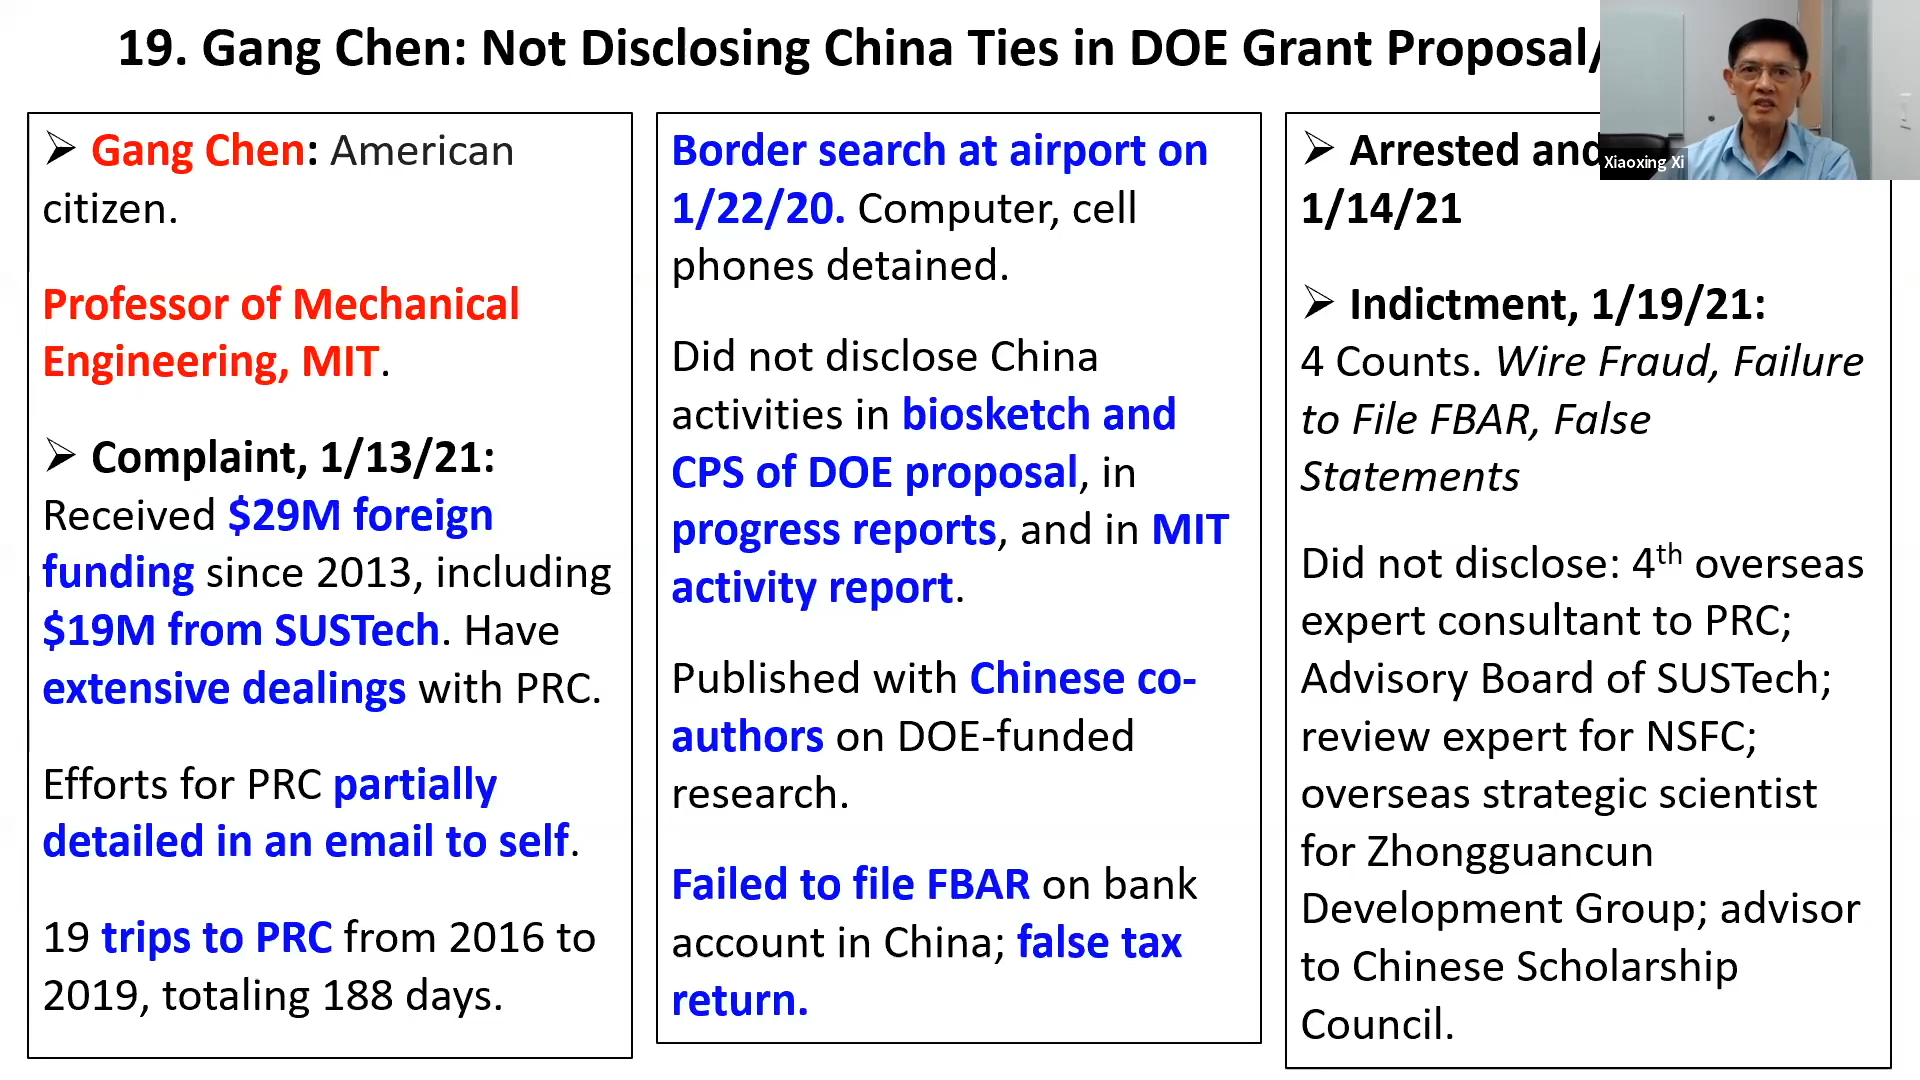 19. Gang Chen: Not Disclosing China Ties in DOE Grant Proposal/
➢ Gang Chen: American
citizen.
Professor of Mechanical
Engineering, MIT.
➢ Complaint, 1/13/21:
Received $29M foreign
funding since 2013, including
$19M from SUSTech. Have
extensive dealings with PRC.
Efforts for PRC partially
detailed in an email to self.
19 trips to PRC from 2016 to
2019, totaling 188 days.
Border search at airport on
1/22/20. Computer, cell
phones detained.
Did not disclose China
activities in biosketch and
CPS of DOE proposal, in
progress reports, and in MIT
activity report.
Published with Chinese co-
authors on DOE-funded
research.
Failed to file FBAR on bank
account in China; false tax
return.
➢ Arrested and
1/14/21
➢ Indictment, 1/19/21:
4 Counts. Wire Fraud, Failure
to File FBAR, False
Statements
Did not disclose: 4th overseas
expert consultant to PRC;
Advisory Board of SUSTech;
review expert for NSFC;
overseas strategic scientist
for Zhongguancun
Development Group; advisor
to Chinese Scholarship
Council.
Xiaoxing Xi